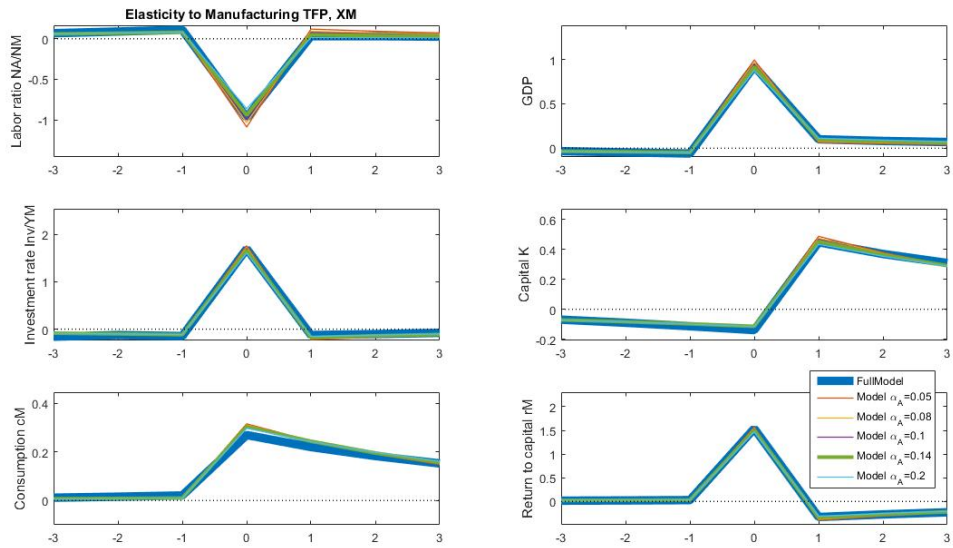 Elasticity to Manufacturing TFP, XM
Labor ratio NA/NM
0
-0.5
-1
-3 -2 -1 0 1 2 3
GDP
1
0.5
0
-3 -2 -1 0 1 2 3
Investment rate Inv/YM
2
1
0
-3 -2 -1 0 1 2 3
Capital K
0.6
0.4
0.2
0
-0.2
-3 -2 -1 0 1 2 3
Consumption cM
0.4
0.2
0
-3 -2 -1 0 1 2 3
Return to capital rM
2
1.5
1
0.5
0
-3 -2 -1 0 1 2 3
FullModel
Model α_A=0.05
Model α_A=0.08
Model α_A=0.1
Model α_A=0.14
Model α_A=0.2